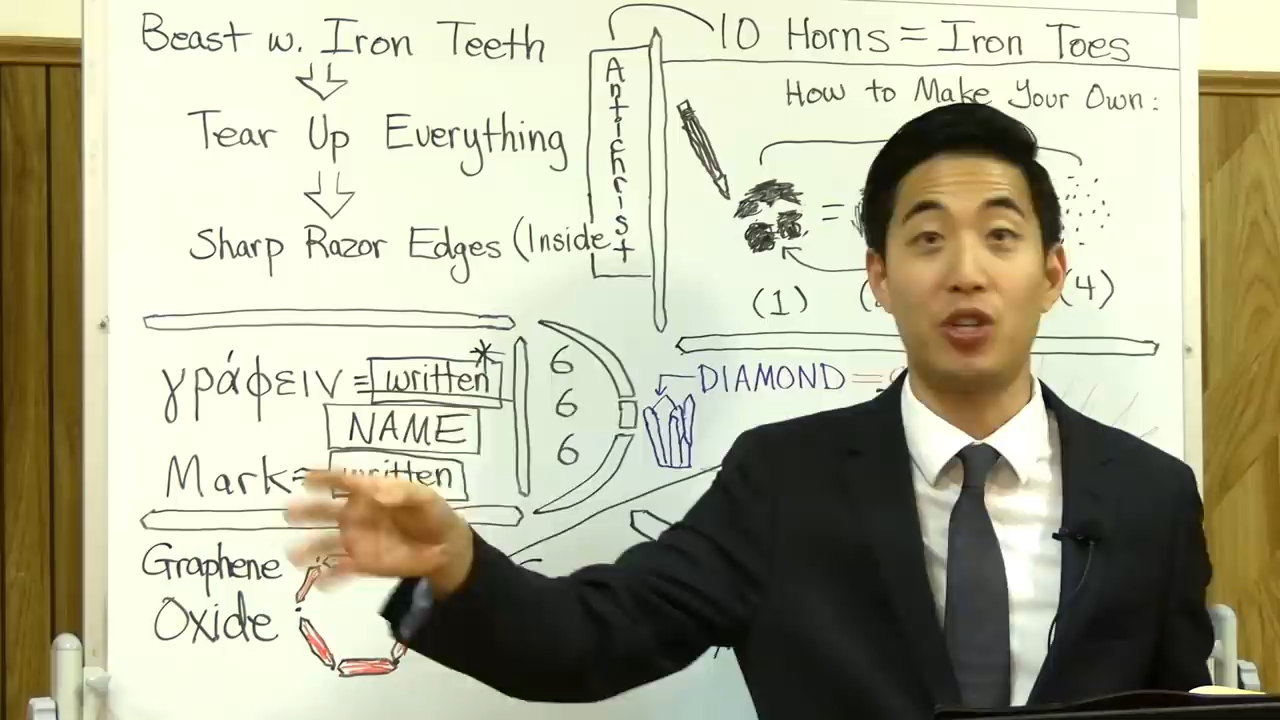 Beast w. Iron Teeth
Tear Up Everything
Sharp Razor Edges (Inside
Antichrist
10 Horns = Iron Toes
How to Make Your Own:
=
(1)
(4)
γράφειν = written*
NAME
Mark = written
6
6
6
DIAMOND =
Graphene
Oxide